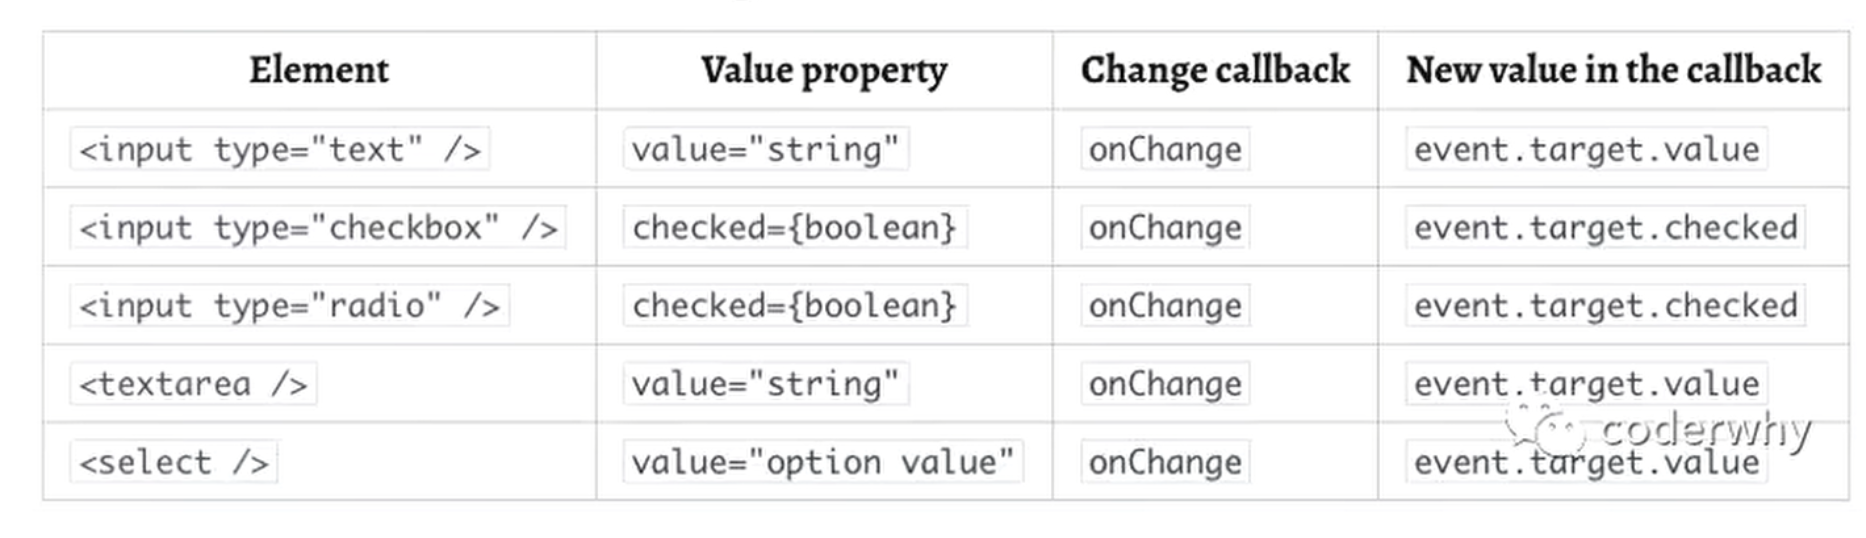 Element Value property Change callback New value in the callback
<input type="text" /> value="string" onChange event.target.value
<input type="checkbox" /> checked={boolean} onChange event.target.checked
<input type="radio" /> checked={boolean} onChange event.target.checked
<textarea /> value="string" onChange event.target.value
coderwhy
<select /> value="option value" onChange event.target.value